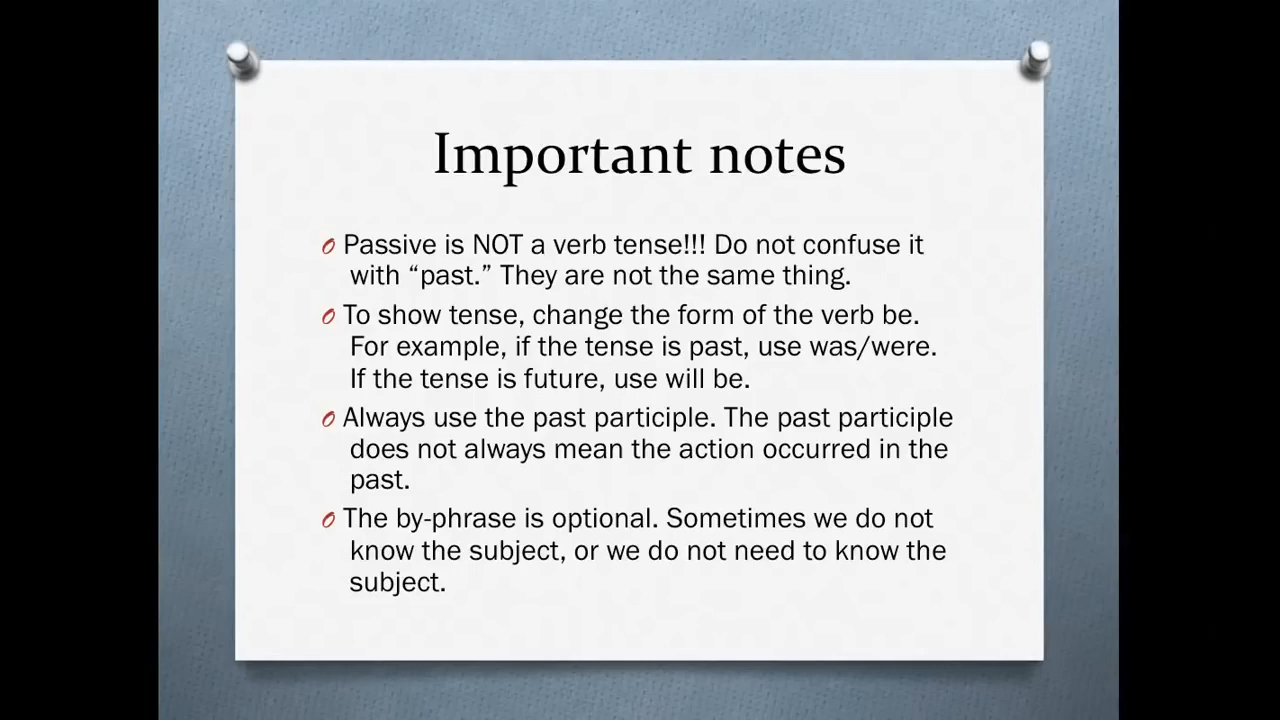 Important notes
Passive is NOT a verb tense!!! Do not confuse it
with “past.” They are not the same thing.
To show tense, change the form of the verb be.
For example, if the tense is past, use was/were.
If the tense is future, use will be.
Always use the past participle. The past participle
does not always mean the action occurred in the
past.
The by-phrase is optional. Sometimes we do not
know the subject, or we do not need to know the
subject.